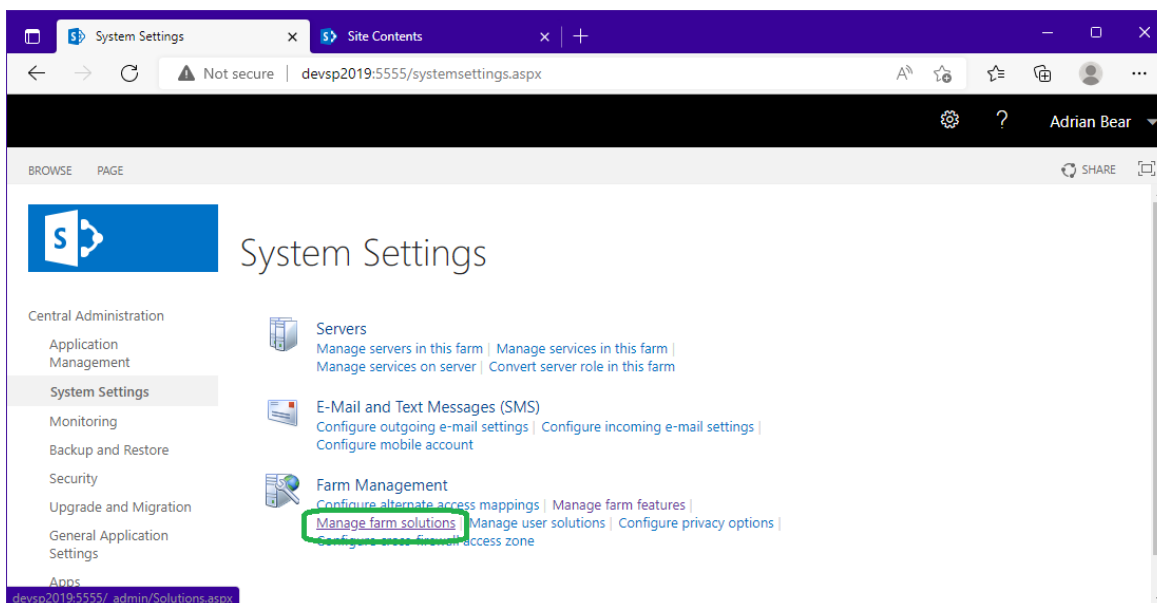 System Settings
Site Contents
Not secure | devsp2019:5555/systemsettings.aspx
Adrian Bear
BROWSE PAGE
SHARE
S
System Settings
Central Administration
Application
Management
System Settings
Monitoring
Backup and Restore
Security
Upgrade and Migration
General Application
Settings
Apps
Servers
Manage servers in this farm | Manage services in this farm |
Manage services on server | Convert server role in this farm
E-Mail and Text Messages (SMS)
Configure outgoing e-mail settings | Configure incoming e-mail settings |
Configure mobile account
Farm Management
Configure alternate access mappings | Manage farm features |
Manage farm solutions | Manage user solutions | Configure privacy options |
Configure cross-firewall access zone
devsp2019:5555/_admin/Solutions.aspx